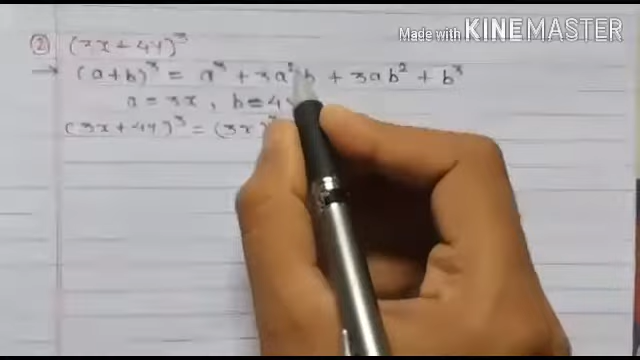 Made with KINEMASTER
② (3x + 4y)³
→ (a+b)³ = a³ + 3a²b + 3ab² + b³
a = 3x , b = 4
(3x + 4y)³ = (3x)